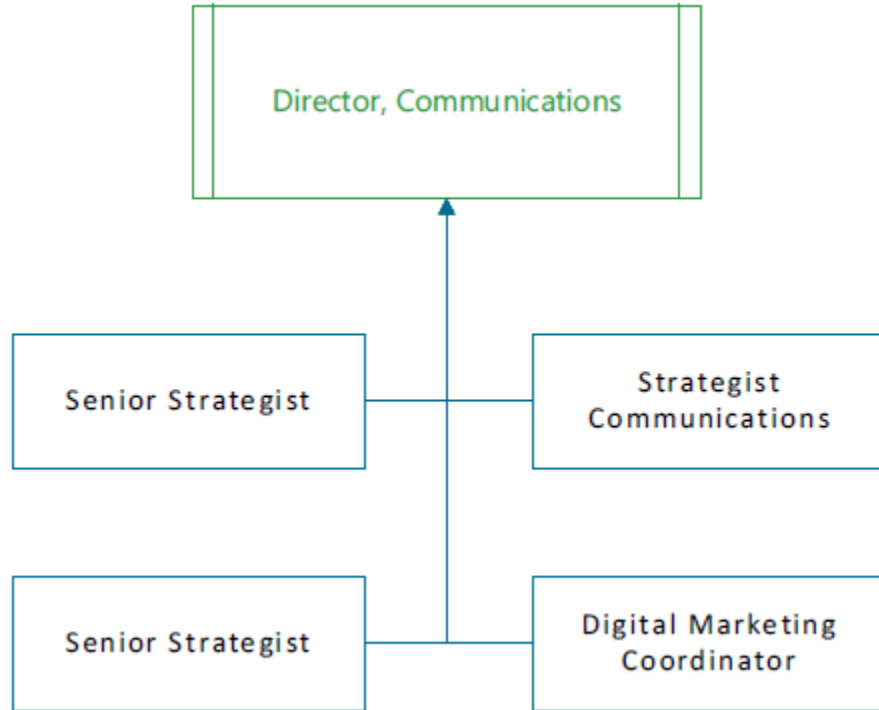 Director, Communications
Senior Strategist
Strategist
Communications
Senior Strategist
Digital Marketing
Coordinator